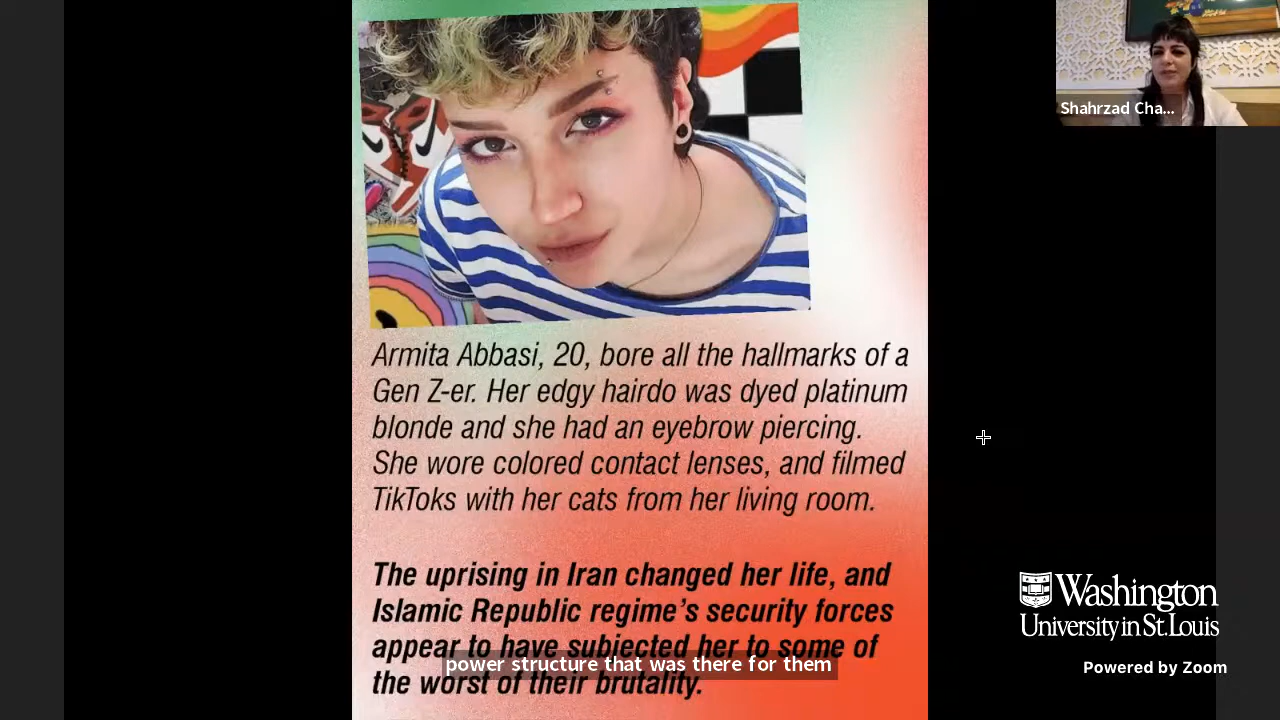 Shahrzad Cha...
Armita Abbasi, 20, bore all the hallmarks of a
Gen Z-er. Her edgy hairdo was dyed platinum
blonde and she had an eyebrow piercing.
She wore colored contact lenses, and filmed
TikToks with her cats from her living room.
The uprising in Iran changed her life, and
Islamic Republic regime's security forces
appear to have subjected her to some of
the worst of their brutality.
power structure that was there for them
Washington
University in St. Louis
Powered by Zoom